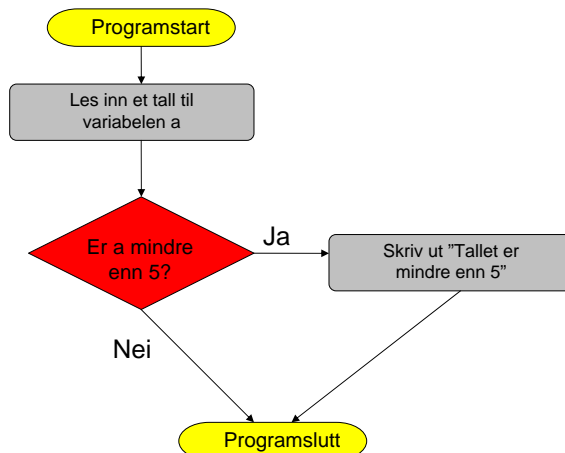 Programstart
Les inn et tall til
variabelen a
Er a mindre
enn 5?
Ja
Skriv ut ”Tallet er
mindre enn 5”
Nei
Programslutt